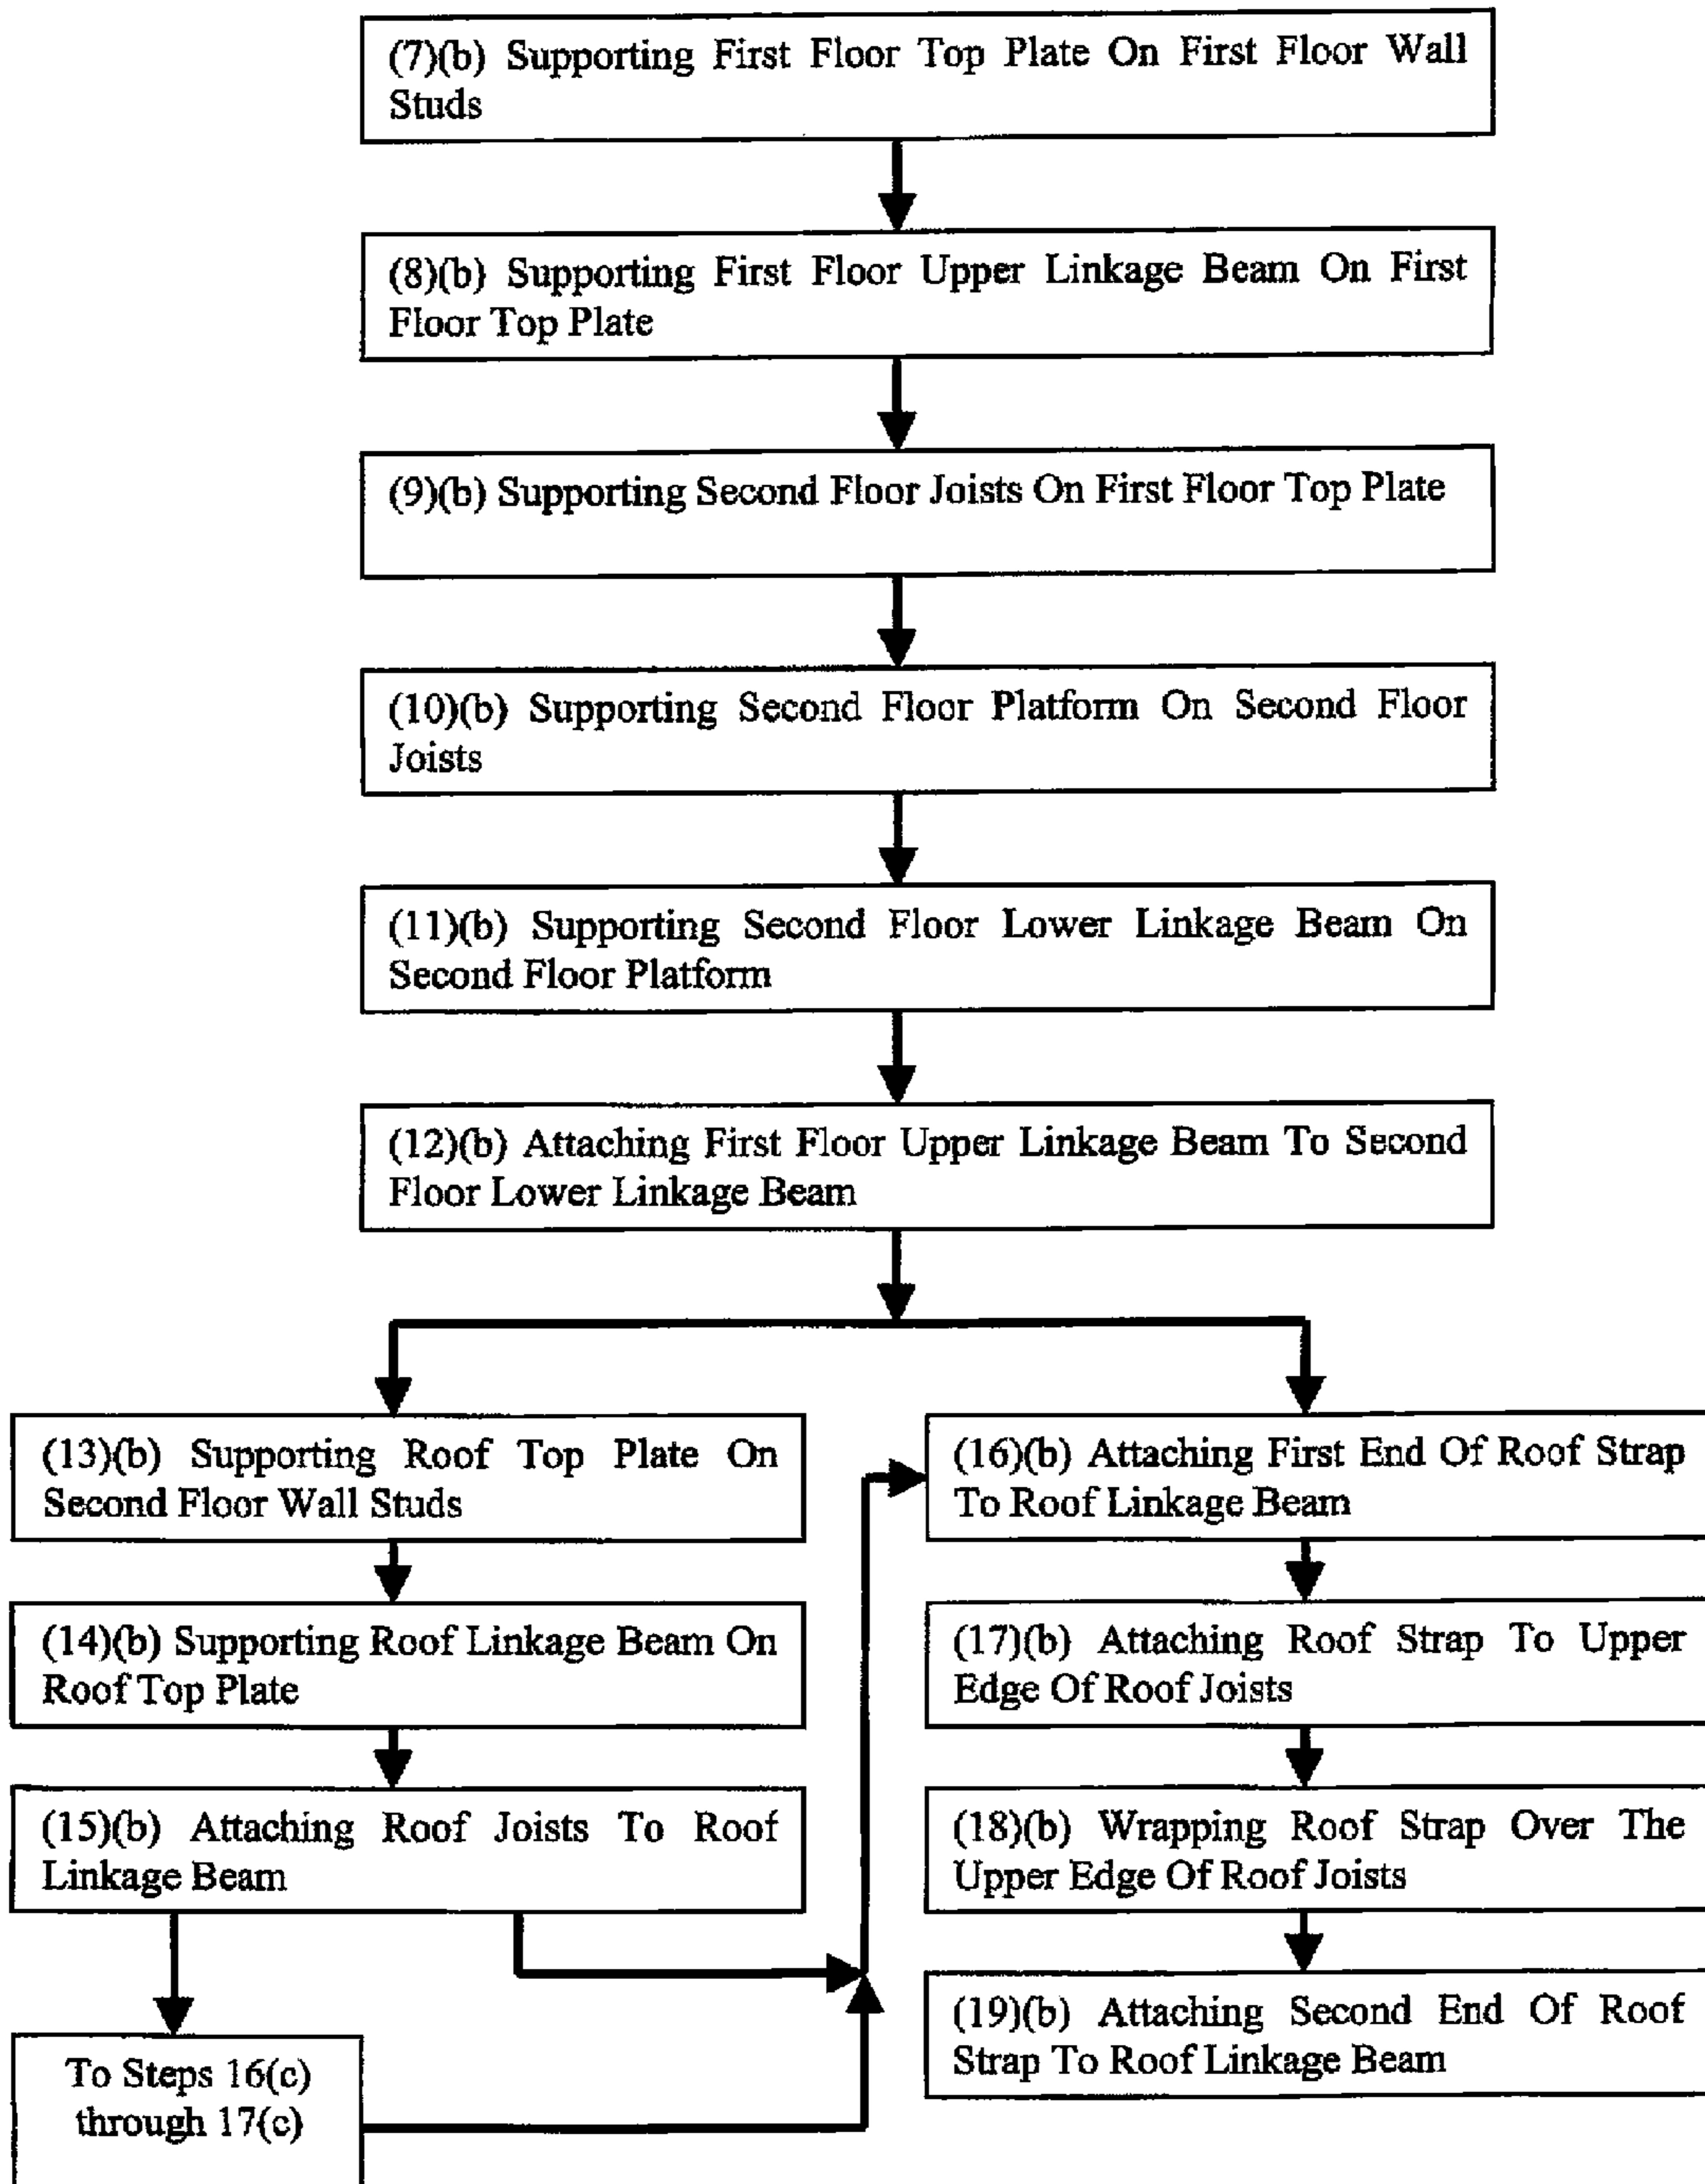 (7)(b) Supporting First Floor Top Plate On First Floor Wall
Studs
(8)(b) Supporting First Floor Upper Linkage Beam On First
Floor Top Plate
(9)(b) Supporting Second Floor Joists On First Floor Top Plate
(10)(b) Supporting Second Floor Platform On Second Floor
Joists
(11)(b) Supporting Second Floor Lower Linkage Beam On
Second Floor Platform
(12)(b) Attaching First Floor Upper Linkage Beam To Second
Floor Lower Linkage Beam
(13)(b) Supporting Roof Top Plate On
Second Floor Wall Studs
(14)(b) Supporting Roof Linkage Beam On
Roof Top Plate
(15)(b) Attaching Roof Joists To Roof
Linkage Beam
To Steps 16(c)
through 17(c)
(16)(b) Attaching First End Of Roof Strap
To Roof Linkage Beam
(17)(b) Attaching Roof Strap To Upper
Edge Of Roof Joists
(18)(b) Wrapping Roof Strap Over The
Upper Edge Of Roof Joists
(19)(b) Attaching Second End Of Roof
Strap To Roof Linkage Beam